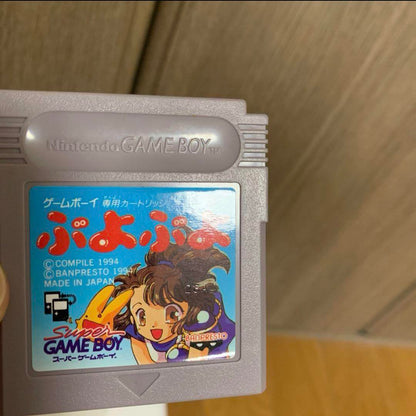 Nintendo GAME BOY TM
ゲームボーイ 専用カートリッジ
ぷよぷよ
©COMPILE 1994
©BANPRESTO 1994
MADE IN JAPAN
Super
GAME BOY
スーパーゲームボーイ
BANPRESTO